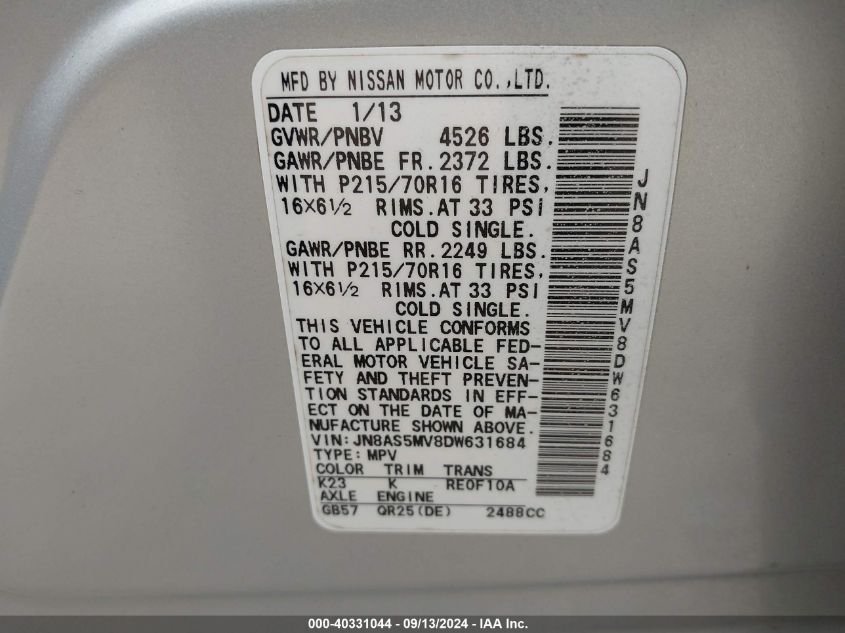 MFD BY NISSAN MOTOR CO.,LTD.
DATE 1/13
GVWR/PNBV 4526 LBS.
GAWR/PNBE FR.2372 LBS.
WITH P215/70R16 TIRES,
16×6½ RIMS.AT 33 PSI
COLD SINGLE.
GAWR/PNBE RR.2249 LBS.
WITH P215/70R16 TIRES,
16×6½ RIMS.AT 33 PSI
COLD SINGLE.
THIS VEHICLE CONFORMS
TO ALL APPLICABLE FED-
ERAL MOTOR VEHICLE SA-
FETY AND THEFT PREVEN-
TION STANDARDS IN EFF-
ECT ON THE DATE OF MA-
NUFACTURE SHOWN ABOVE.
VIN:JN8AS5MV8DW631684
TYPE:MPV
COLOR TRIM TRANS
K23 K RE0F10A
AXLE ENGINE
GB57 QR25(DE) 2488CC
JN8AS5MV8DW631684
000-40331044 - 09/13/2024 - IAA Inc.